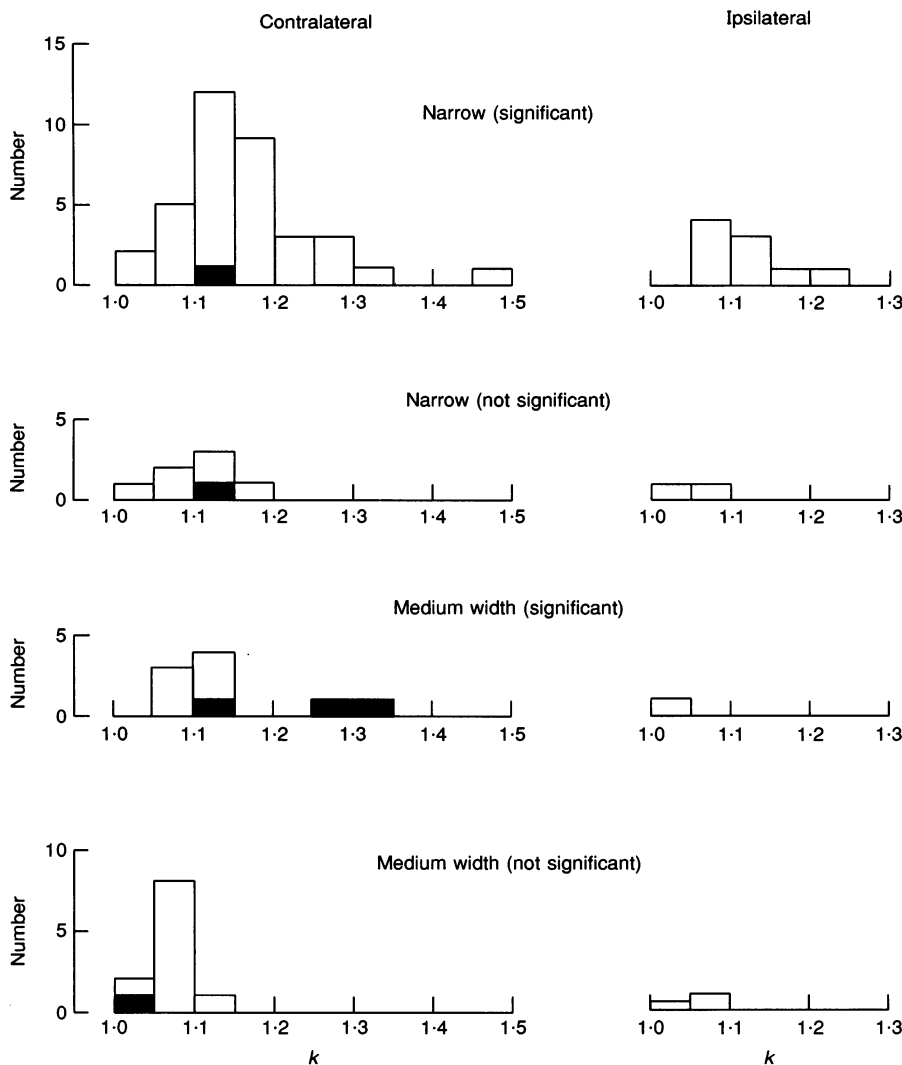 Contralateral
Ipsilateral
15
10
5
0
Number
Narrow (significant)
1·0 1·1 1·2 1·3 1·4 1·5
1·0 1·1 1·2 1·3
Narrow (not significant)
5
0
Number
1·0 1·1 1·2 1·3 1·4 1·5
1·0 1·1 1·2 1·3
Medium width (significant)
5
0
Number
1·0 1·1 1·2 1·3 1·4 1·5
1·0 1·1 1·2 1·3
Medium width (not significant)
10
5
0
Number
1·0 1·1 1·2 1·3 1·4 1·5
1·0 1·1 1·2 1·3
k
k